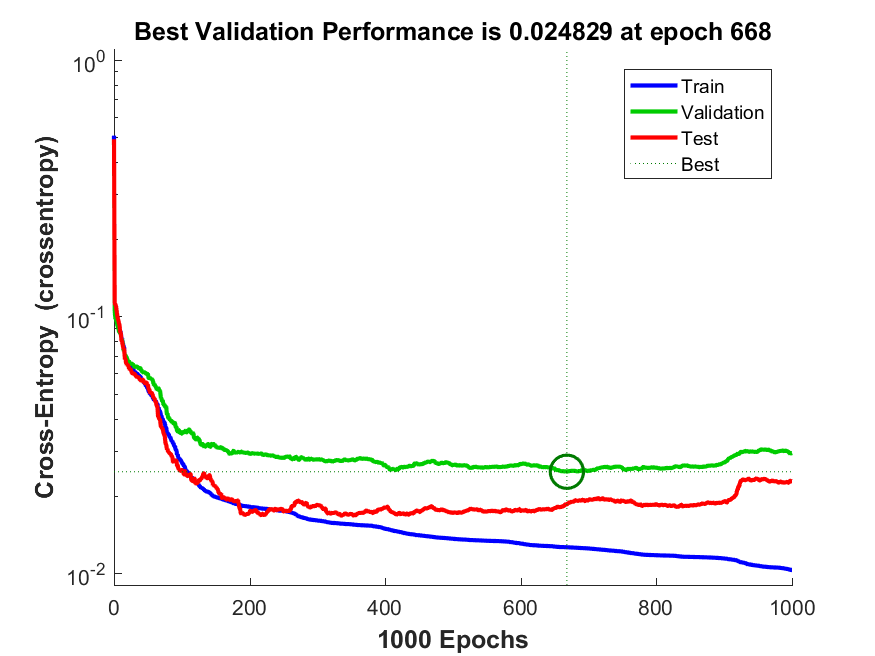 Best Validation Performance is 0.024829 at epoch 668
Train
Validation
Test
Best
Cross-Entropy (crossentropy)
10^0
10^-1
10^-2
0 200 400 600 800 1000
1000 Epochs